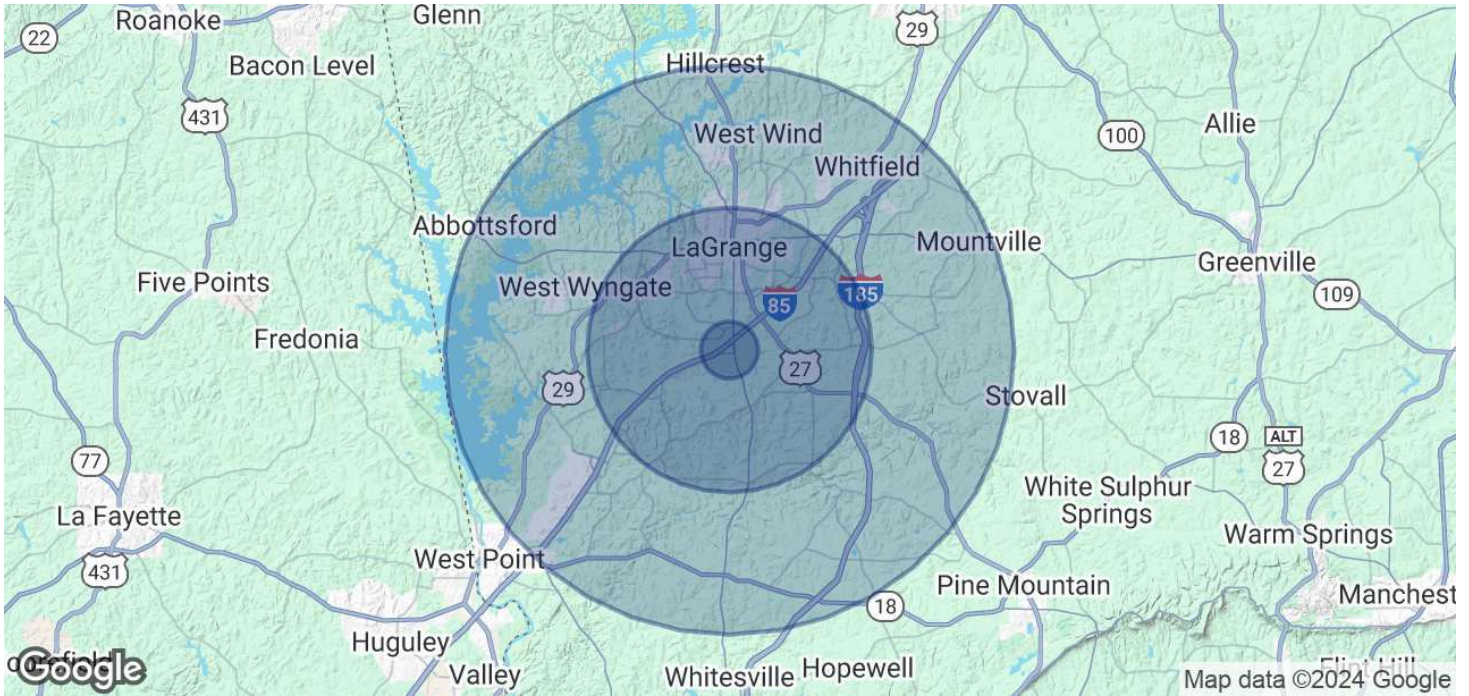 Glenn
Roanoke
22
29
Bacon Level
Hillcrest
431
West Wind
Allie
100
Whitfield
Abbottsford
Mountville
LaGrange
Greenville
Five Points
West Wyngate
85
185
109
Fredonia
27
29
Stovall
18
ALT
27
77
White Sulphur
Springs
La Fayette
Warm Springs
West Point
431
Pine Mountain
Manchest
18
Huguley
Whitesville
Hopewell
Valley
Google
Flint Hill
Map data ©2024 Google